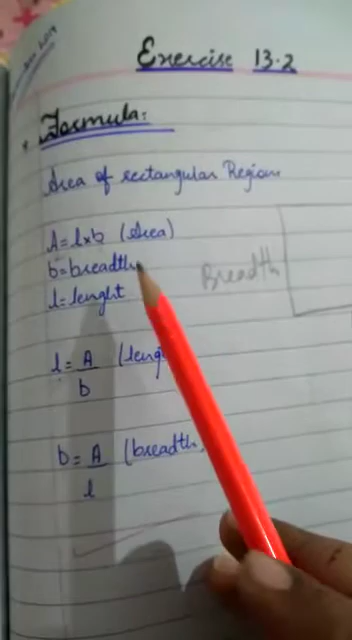 Exercise 13.2
Formula:
Area of rectangular Region
A = l x b (Area)
b = breadth
Breadth
l = lenght
l = A/b
b = A/l (breadth